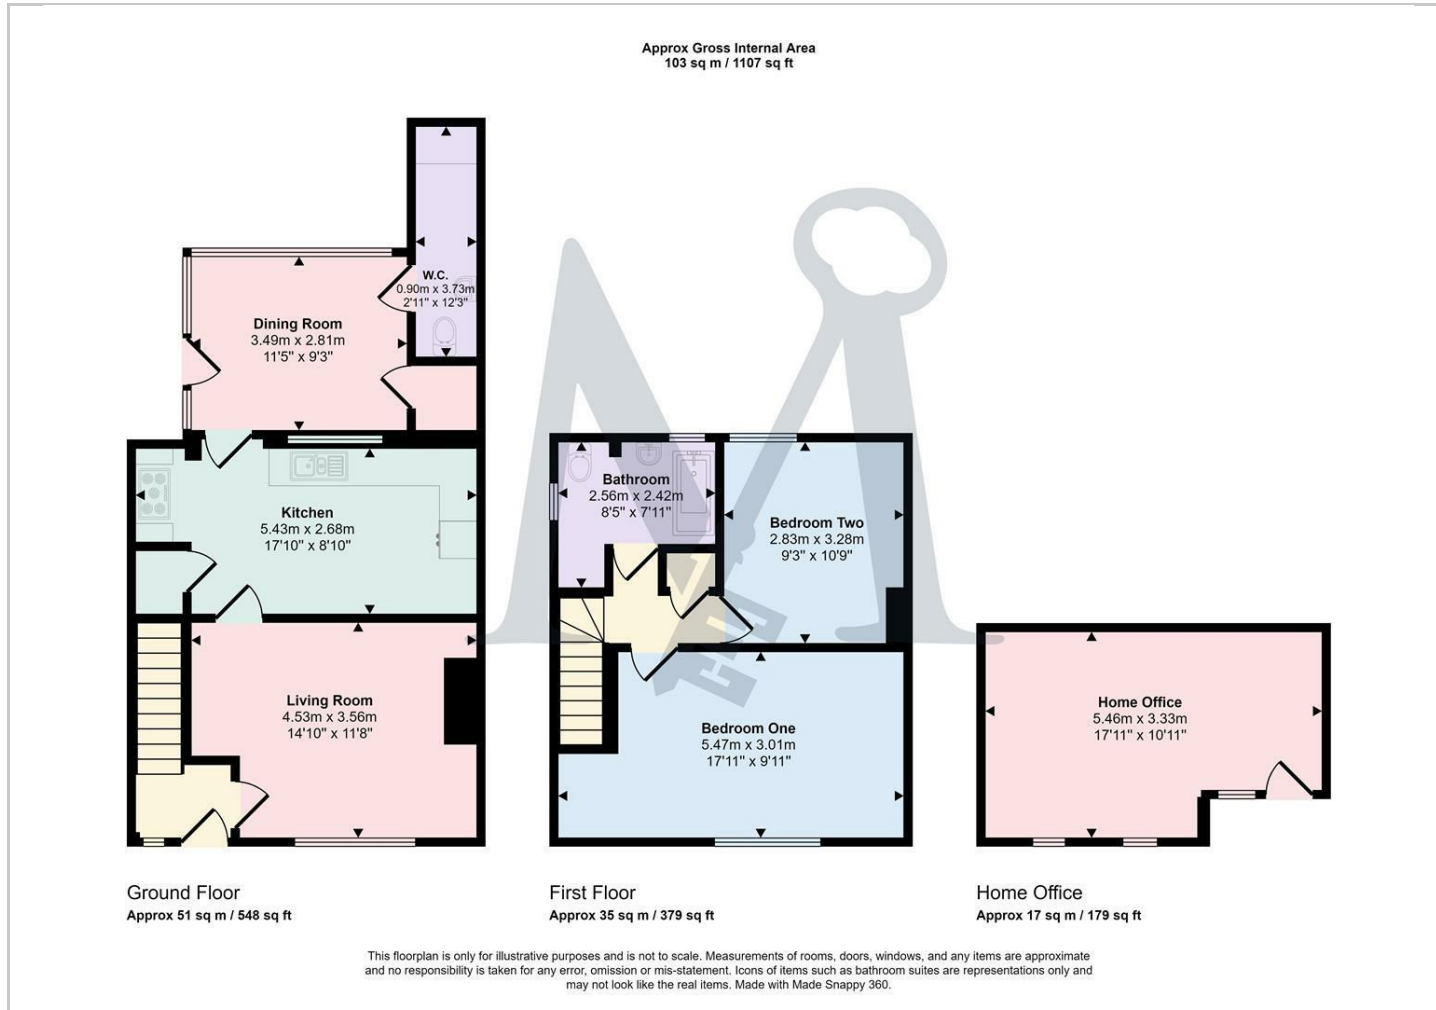 Approx Gross Internal Area
103 sq m / 1107 sq ft
W.C.
0.90m x 3.73m
2'11" x 12'3"
Dining Room
3.49m x 2.81m
11'5" x 9'3"
Kitchen
5.43m x 2.68m
17'10" x 8'10"
Living Room
4.53m x 3.56m
14'10" x 11'8"
Ground Floor
Approx 51 sq m / 548 sq ft
Bathroom
2.56m x 2.42m
8'5" x 7'11"
Bedroom Two
2.83m x 3.28m
9'3" x 10'9"
Bedroom One
5.47m x 3.01m
17'11" x 9'11"
First Floor
Approx 35 sq m / 379 sq ft
Home Office
5.46m x 3.33m
17'11" x 10'11"
Home Office
Approx 17 sq m / 179 sq ft
This floorplan is only for illustrative purposes and is not to scale. Measurements of rooms, doors, windows, and any items are approximate
and no responsibility is taken for any error, omission or mis-statement. Icons of items such as bathroom suites are representations only and
may not look like the real items. Made with Made Snappy 360.